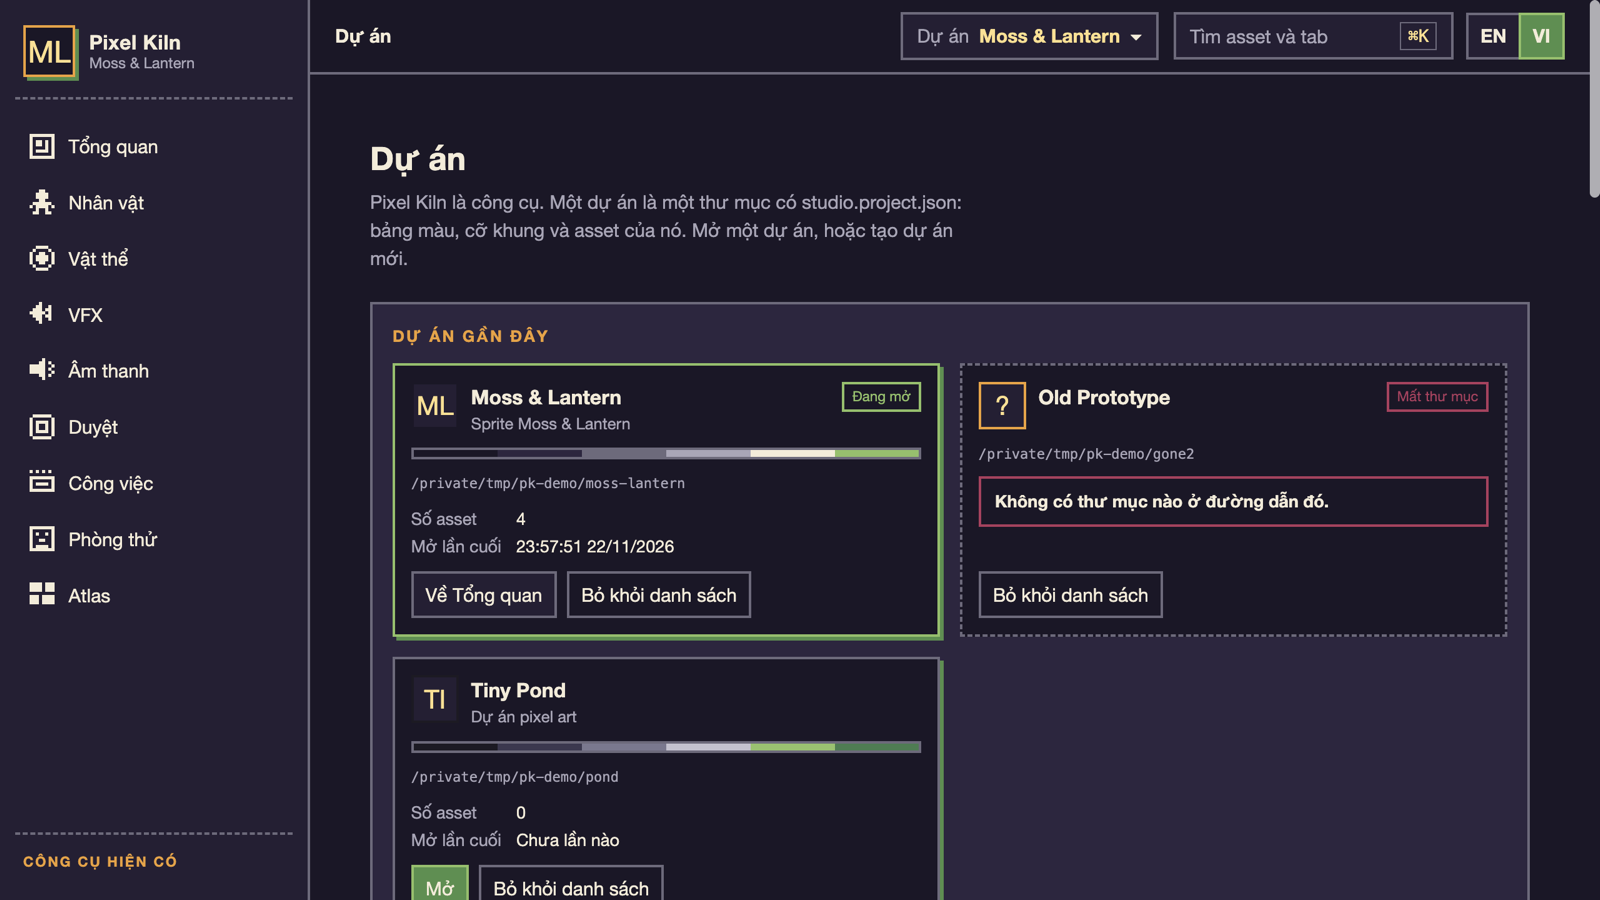 ML
Pixel Kiln
Moss & Lantern
Tổng quan
Nhân vật
Vật thể
VFX
Âm thanh
Duyệt
Công việc
Phòng thử
Atlas
CÔNG CỤ HIỆN CÓ
Dự án
Dự án Moss & Lantern
Tìm asset và tab
⌘K
EN
VI
Dự án
Pixel Kiln là công cụ. Một dự án là một thư mục có studio.project.json:
bảng màu, cỡ khung và asset của nó. Mở một dự án, hoặc tạo dự án
mới.
DỰ ÁN GẦN ĐÂY
ML
Moss & Lantern
Đang mở
Sprite Moss & Lantern
/private/tmp/pk-demo/moss-lantern
Số asset 4
Mở lần cuối 23:57:51 22/11/2026
Về Tổng quan
Bỏ khỏi danh sách
?
Old Prototype
Mất thư mục
/private/tmp/pk-demo/gone2
Không có thư mục nào ở đường dẫn đó.
Bỏ khỏi danh sách
TI
Tiny Pond
Dự án pixel art
/private/tmp/pk-demo/pond
Số asset 0
Mở lần cuối Chưa lần nào
Mở
Bỏ khỏi danh sách